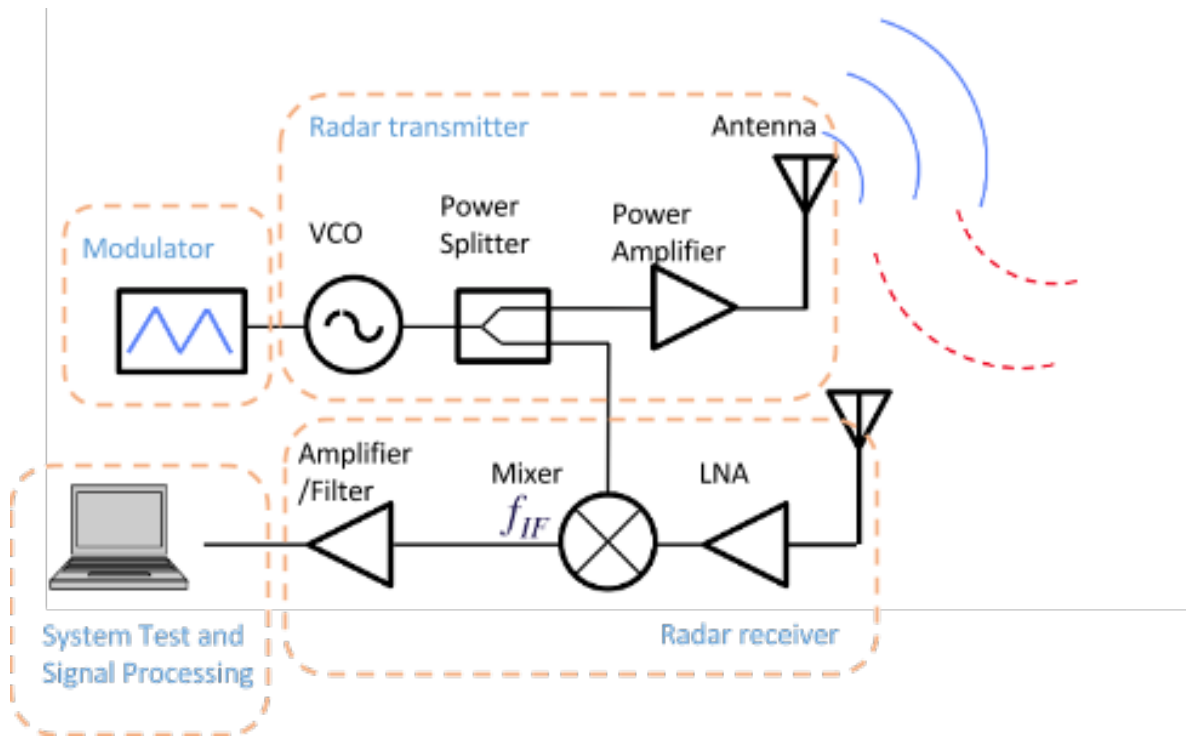 Radar transmitter
Antenna
Modulator
VCO
Power
Splitter
Power
Amplifier
Amplifier
/Filter
Mixer
f_IF
LNA
System Test and
Signal Processing
Radar receiver